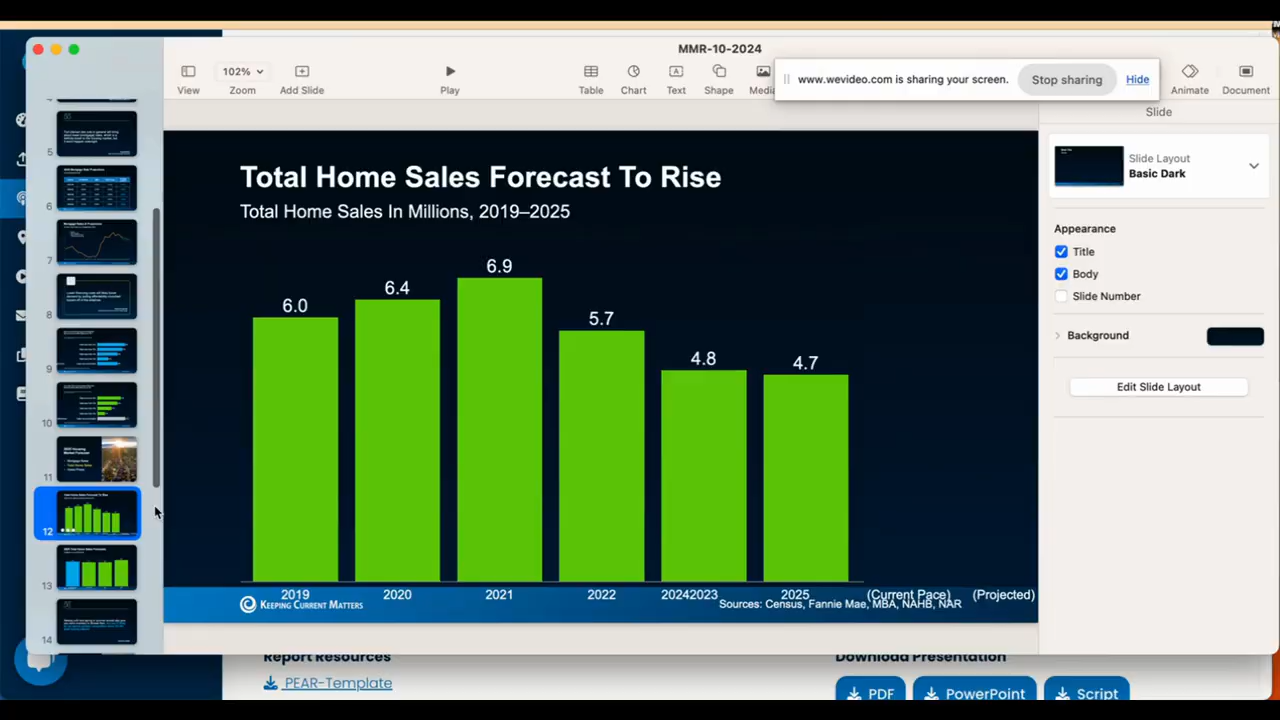 MMR-10-2024
102%
View
Zoom
Add Slide
Play
Table
Chart
Text
Shape
Media
www.wevideo.com is sharing your screen.
Stop sharing
Hide
Animate
Document
Slide
Slide Layout
Basic Dark
Appearance
Title
Body
Slide Number
Background
Edit Slide Layout
5
6
7
8
9
10
11
12
13
14
Total Home Sales Forecast To Rise
Total Home Sales In Millions, 2019–2025
6.0
6.4
6.9
5.7
4.8
4.7
2019
2020
2021
2022
20242023
2025
(Current Pace)
(Projected)
KEEPING CURRENT MATTERS
Sources: Census, Fannie Mae, MBA, NAHB, NAR
Report Resources
PEAR-Template
Download Presentation
PDF
PowerPoint
Script